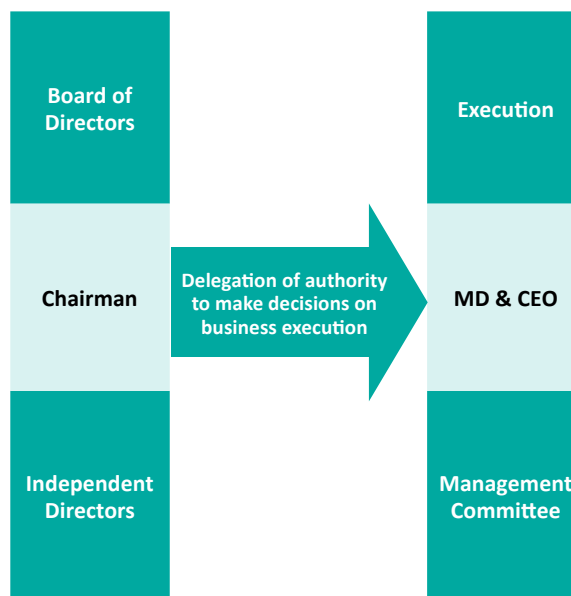 Board of
Directors
Execution
Chairman
Delegation of authority
to make decisions on
business execution
MD & CEO
Independent
Directors
Management
Committee